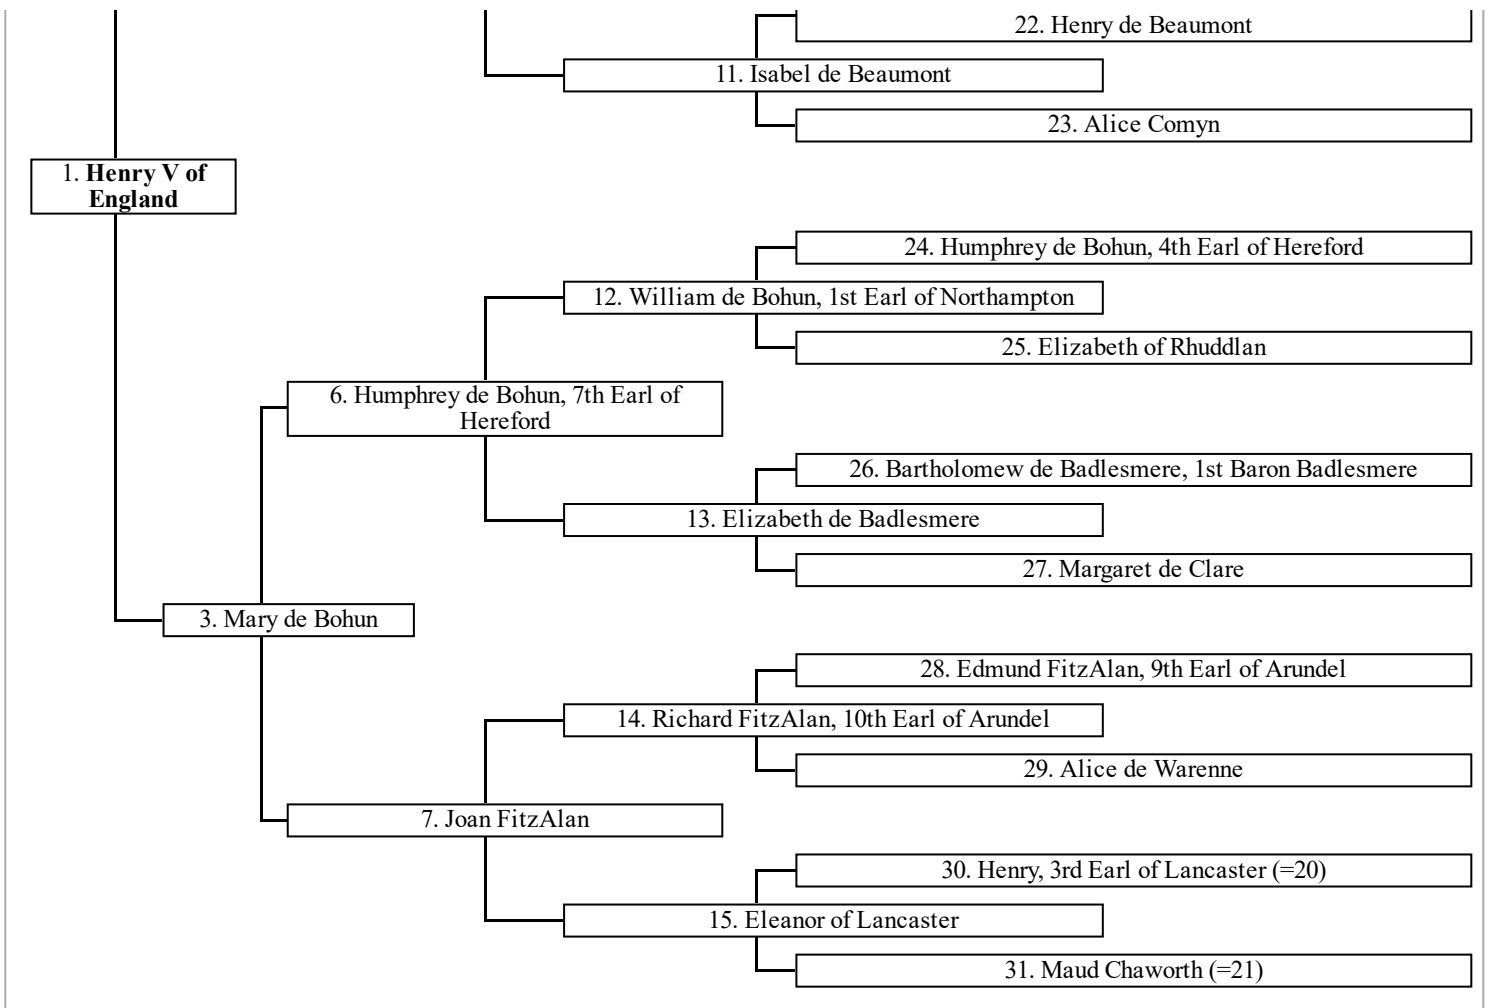 22. Henry de Beaumont
11. Isabel de Beaumont
23. Alice Comyn
1. Henry V of
England
24. Humphrey de Bohun, 4th Earl of Hereford
12. William de Bohun, 1st Earl of Northampton
25. Elizabeth of Rhuddlan
6. Humphrey de Bohun, 7th Earl of
Hereford
26. Bartholomew de Badlesmere, 1st Baron Badlesmere
13. Elizabeth de Badlesmere
27. Margaret de Clare
3. Mary de Bohun
28. Edmund FitzAlan, 9th Earl of Arundel
14. Richard FitzAlan, 10th Earl of Arundel
29. Alice de Warenne
7. Joan FitzAlan
30. Henry, 3rd Earl of Lancaster (=20)
15. Eleanor of Lancaster
31. Maud Chaworth (=21)